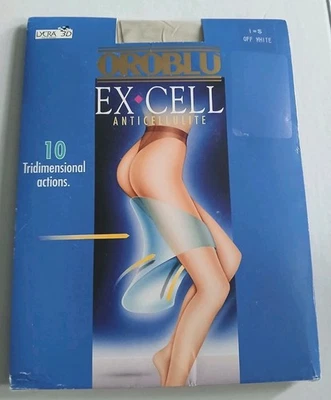 LYCRA 3D
OFF WHITE
OROBLU
EX•CELL
ANTICELLULITE
10
Tridimensional
actions.